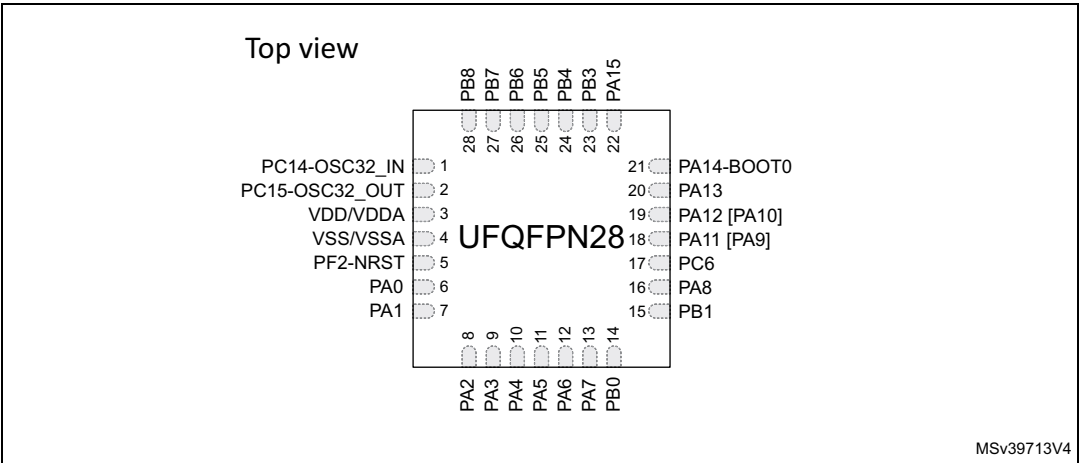 Top view
PB8
PB7
PB6
PB5
PB4
PB3
PA15
28
27
26
25
24
23
22
PC14-OSC32_IN 1
PC15-OSC32_OUT 2
VDD/VDDA 3
VSS/VSSA 4
PF2-NRST 5
PA0 6
PA1 7
UFQFPN28
21 PA14-BOOT0
20 PA13
19 PA12 [PA10]
18 PA11 [PA9]
17 PC6
16 PA8
15 PB1
8
9
10
11
12
13
14
PA2
PA3
PA4
PA5
PA6
PA7
PB0
MSv39713V4